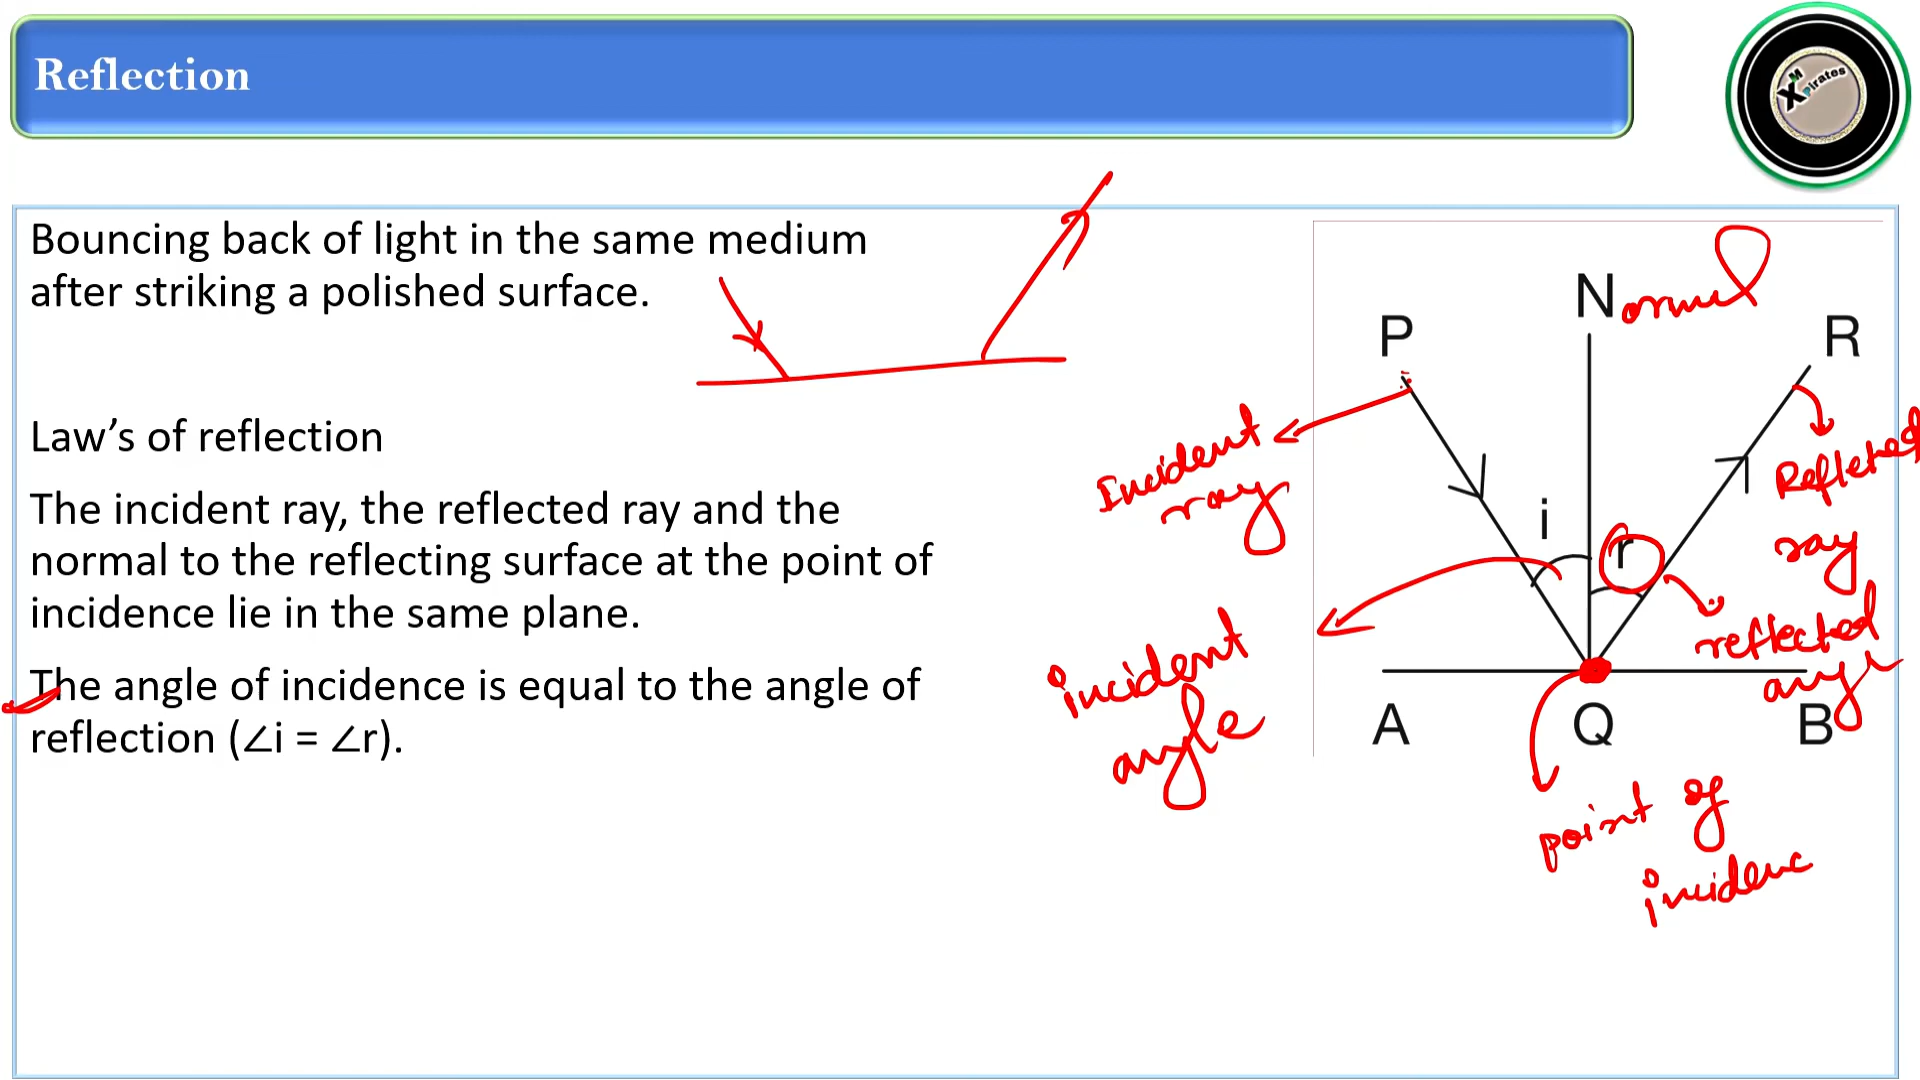 Reflection
XM Pirates
Bouncing back of light in the same medium
after striking a polished surface.
Law’s of reflection
The incident ray, the reflected ray and the
normal to the reflecting surface at the point of
incidence lie in the same plane.
The angle of incidence is equal to the angle of
reflection (∠i = ∠r).
Normal
P
R
Incident
ray
Reflected
ray
i
r
incident
angle
reflected
angle
A
Q
B
point of
incidenc